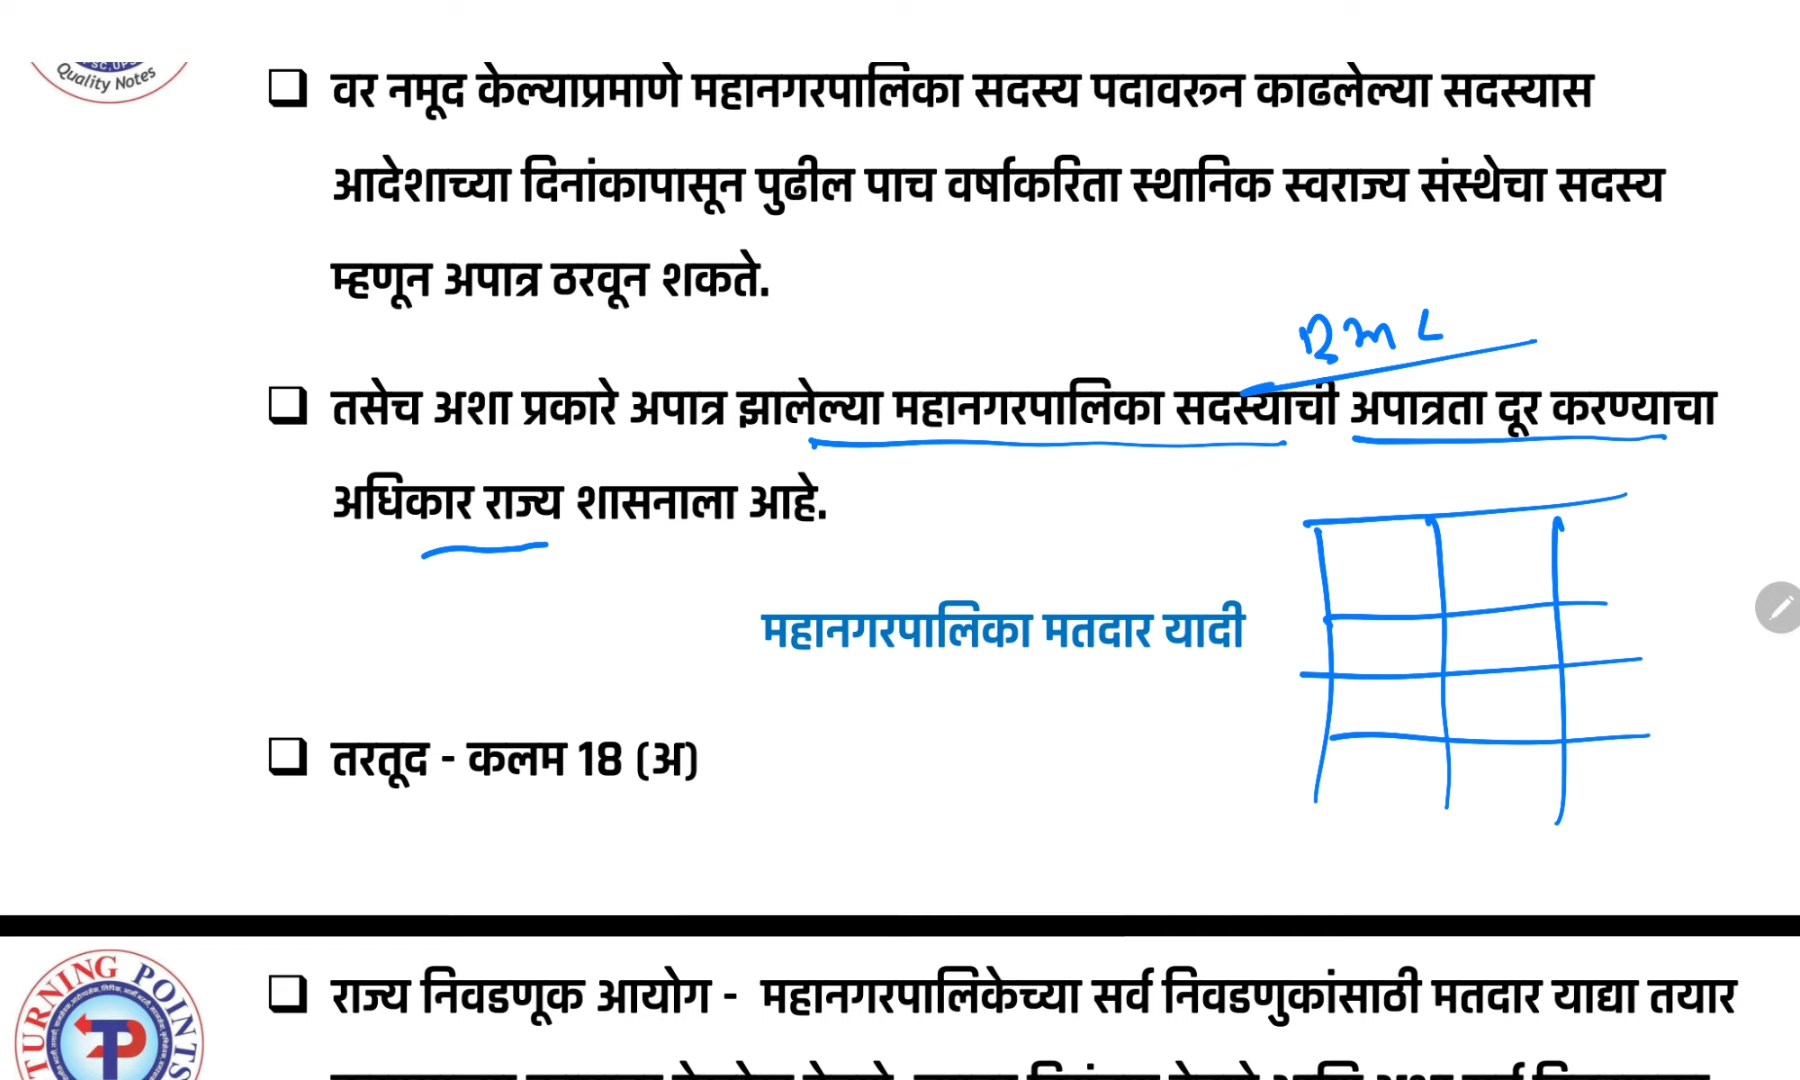 Quality Notes
❑ वर नमूद केल्याप्रमाणे महानगरपालिका सदस्य पदावरून काढलेल्या सदस्यास
आदेशाच्या दिनांकापासून पुढील पाच वर्षाकरिता स्थानिक स्वराज्य संस्थेचा सदस्य
म्हणून अपात्र ठरवून शकते.
BMC
❑ तसेच अशा प्रकारे अपात्र झालेल्या महानगरपालिका सदस्याची अपात्रता दूर करण्याचा
अधिकार राज्य शासनाला आहे.
महानगरपालिका मतदार यादी
❑ तरतूद - कलम 18 (अ)
TURNING POINTS
TP
❑ राज्य निवडणूक आयोग - महानगरपालिकेच्या सर्व निवडणुकांसाठी मतदार याद्या तयार